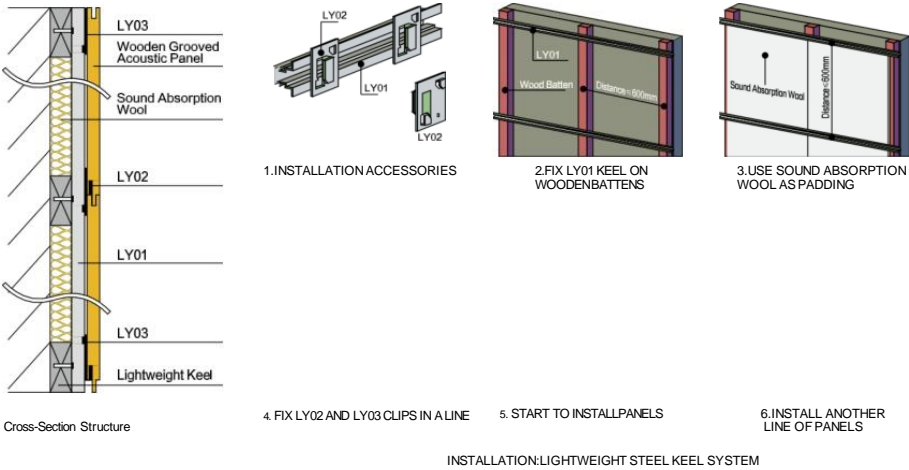 LY03
Wooden Grooved
Acoustic Panel
Sound Absorption
Wool
LY02
LY01
LY03
Lightweight Keel
Cross-Section Structure
LY02
LY01
LY02
1.INSTALLATION ACCESSORIES
LY01
Wood Batten
Distance≤600mm
2.FIX LY01 KEEL ON
WOODENBATTENS
Sound Absorption Wool
Distance≤600mm
3.USE SOUND ABSORPTION
WOOL AS PADDING
4. FIX LY02 AND LY03 CLIPS IN A LINE
5. START TO INSTALLPANELS
6.INSTALL ANOTHER
LINE OF PANELS
INSTALLATION:LIGHTWEIGHT STEEL KEEL SYSTEM